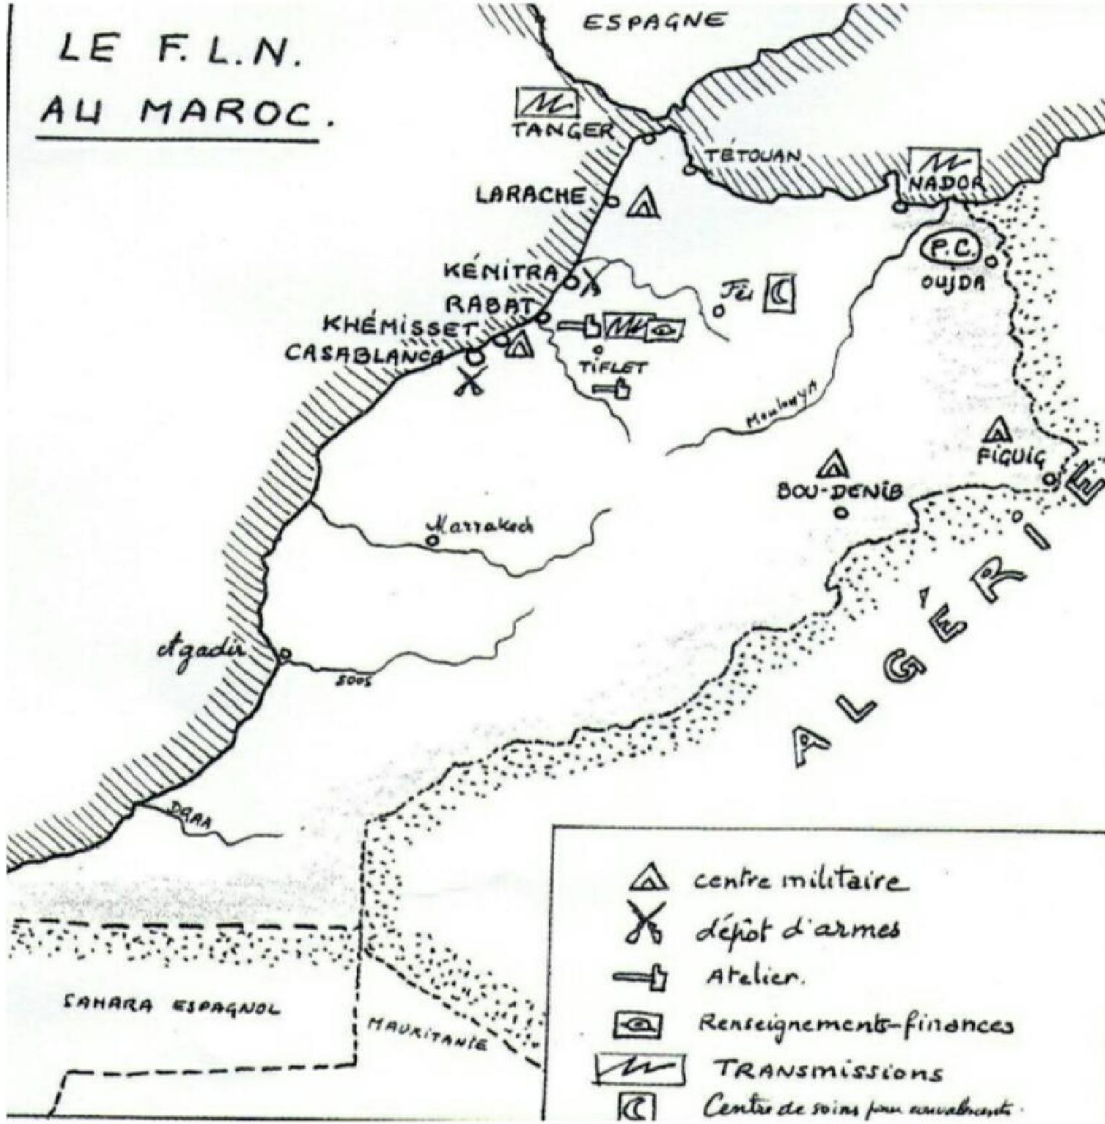 LE F.L.N.
AU MAROC.
ESPAGNE
TANGER
TÉTOUAN
NADOR
LARACHE
P.C.
OUJDA
KÉNITRA
Fès
RABAT
KHÉMISSET
CASABLANCA
TIFLET
Moulouya
FIGUIG
BOU-DENIB
Marrakech
ALGÉRIE
Agadir
SOUS
DRAA
SAHARA ESPAGNOL
MAURITANIE
centre militaire
dépôt d'armes
Atelier.
Renseignements-finances
TRANSMISSIONS
Centre de soins pour convalescents.